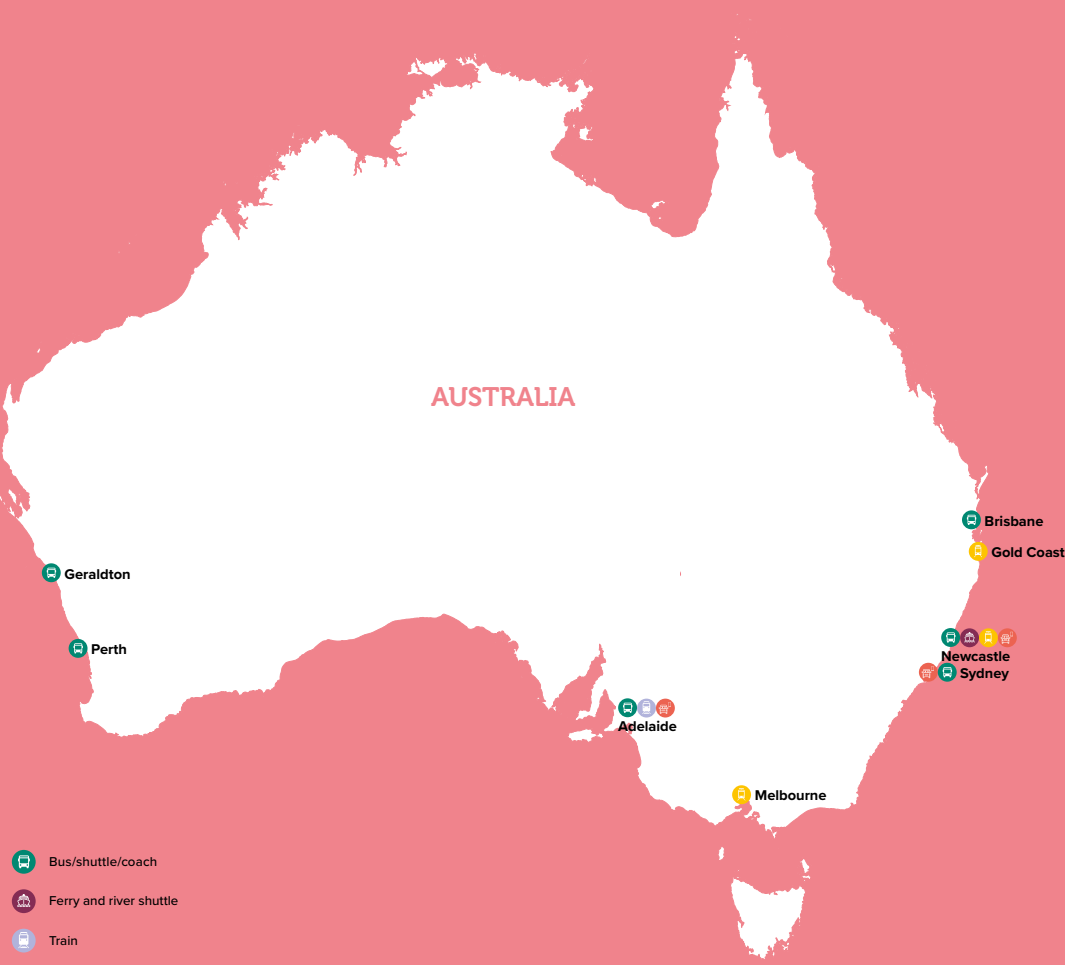 AUSTRALIA
Brisbane
Gold Coast
Geraldton
Perth
Newcastle
Sydney
Adelaide
Melbourne
Bus/shuttle/coach
Ferry and river shuttle
Train